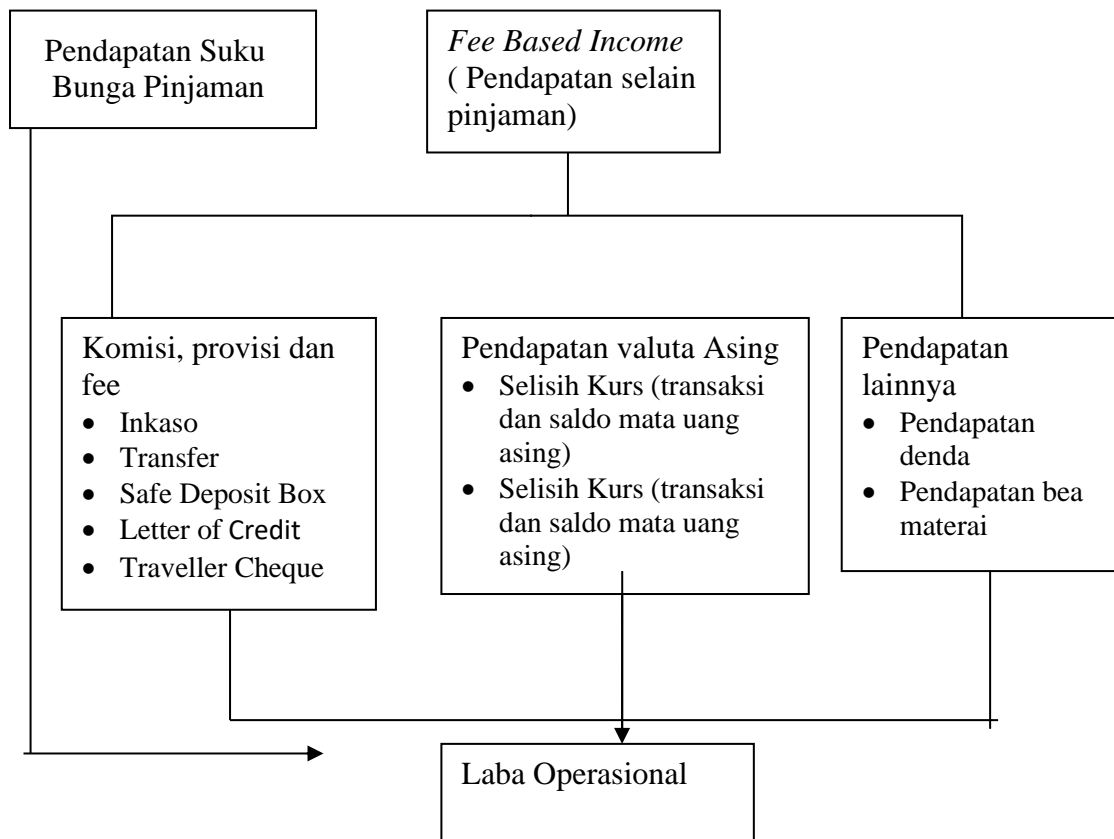 Pendapatan Suku
Bunga Pinjaman
Fee Based Income
( Pendapatan selain
pinjaman)
Komisi, provisi dan
fee
• Inkaso
• Transfer
• Safe Deposit Box
• Letter of Credit
• Traveller Cheque
Pendapatan valuta Asing
• Selisih Kurs (transaksi
dan saldo mata uang
asing)
• Selisih Kurs (transaksi
dan saldo mata uang
asing)
Pendapatan
lainnya
• Pendapatan
denda
• Pendapatan bea
materai
Laba Operasional